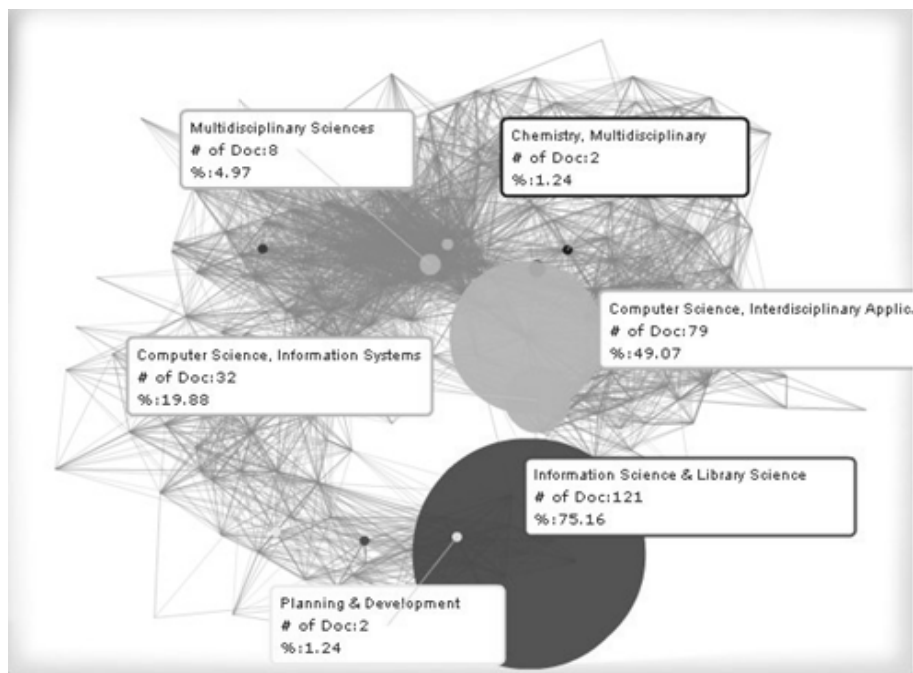 Multidisciplinary Sciences
# of Doc:8
%:4.97
Chemistry, Multidisciplinary
# of Doc:2
%:1.24
Computer Science, Interdisciplinary Applic
# of Doc:79
%:49.07
Computer Science, Information Systems
# of Doc:32
%:19.88
Information Science & Library Science
# of Doc:121
%:75.16
Planning & Development
# of Doc:2
%:1.24